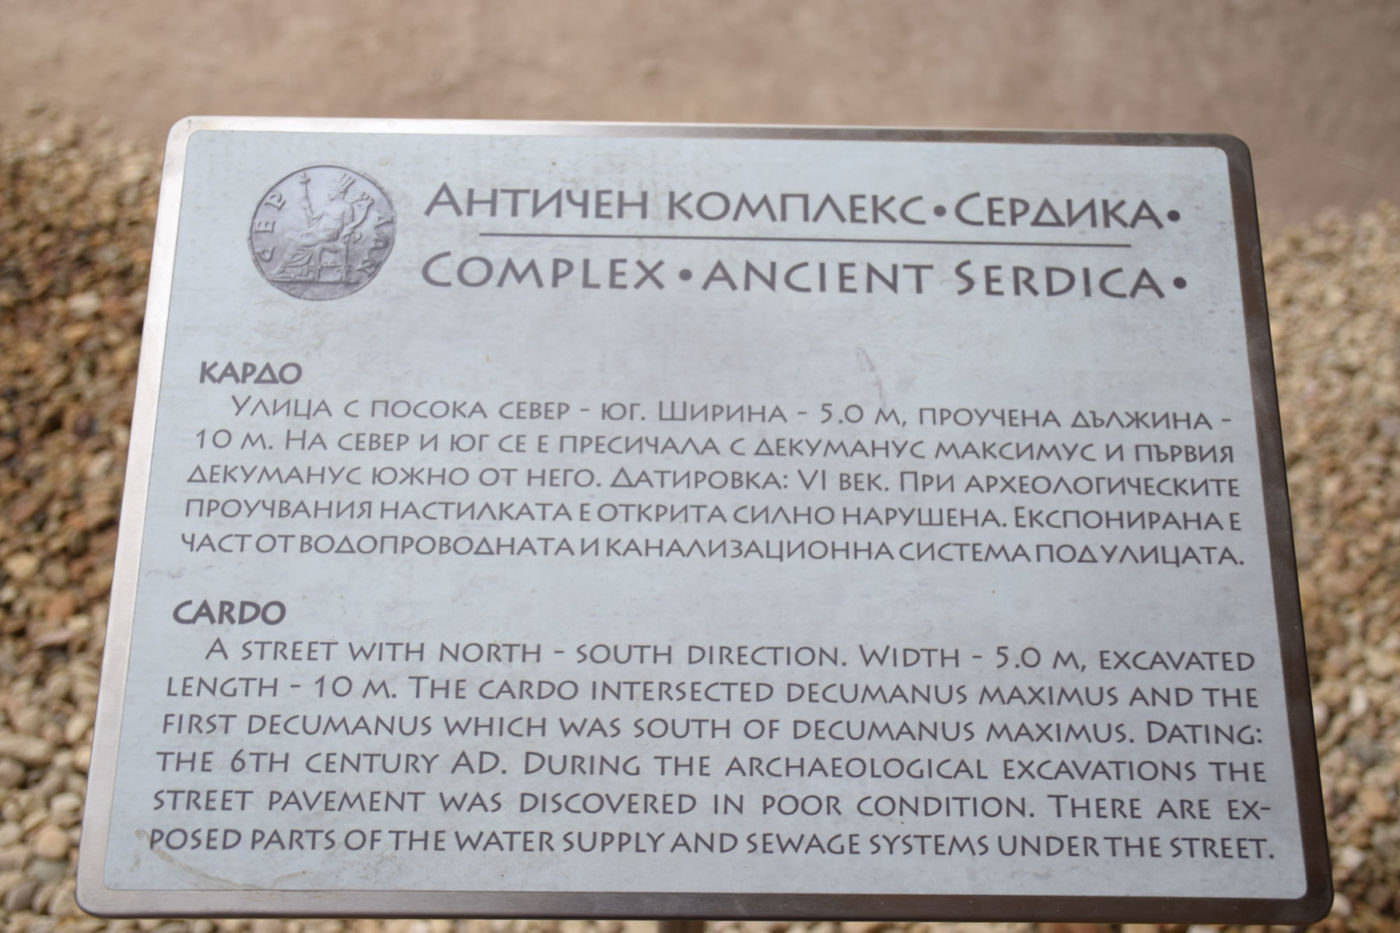 АНТИЧЕН КОМПЛЕКС • СЕРДИКА •
COMPLEX • ANCIENT SERDICA •
КАРДО
УЛИЦА С ПОСОКА СЕВЕР - ЮГ. ШИРИНА - 5.0 М, ПРОУЧЕНА ДЪЛЖИНА -
10 М. НА СЕВЕР И ЮГ СЕ Е ПРЕСИЧАЛА С ДЕКУМАНУС МАКСИМУС И ПЪРВИЯ
ДЕКУМАНУС ЮЖНО ОТ НЕГО. ДАТИРОВКА: VI ВЕК. ПРИ АРХЕОЛОГИЧЕСКИТЕ
ПРОУЧВАНИЯ НАСТИЛКАТА Е ОТКРИТА СИЛНО НАРУШЕНА. ЕКСПОНИРАНА Е
ЧАСТ ОТ ВОДОПРОВОДНАТА И КАНАЛИЗАЦИОННА СИСТЕМА ПОД УЛИЦАТА.
CARDO
A STREET WITH NORTH - SOUTH DIRECTION. WIDTH - 5.0 M, EXCAVATED
LENGTH - 10 M. THE CARDO INTERSECTED DECUMANUS MAXIMUS AND THE
FIRST DECUMANUS WHICH WAS SOUTH OF DECUMANUS MAXIMUS. DATING:
THE 6TH CENTURY AD. DURING THE ARCHAEOLOGICAL EXCAVATIONS THE
STREET PAVEMENT WAS DISCOVERED IN POOR CONDITION. THERE ARE EX-
POSED PARTS OF THE WATER SUPPLY AND SEWAGE SYSTEMS UNDER THE STREET.